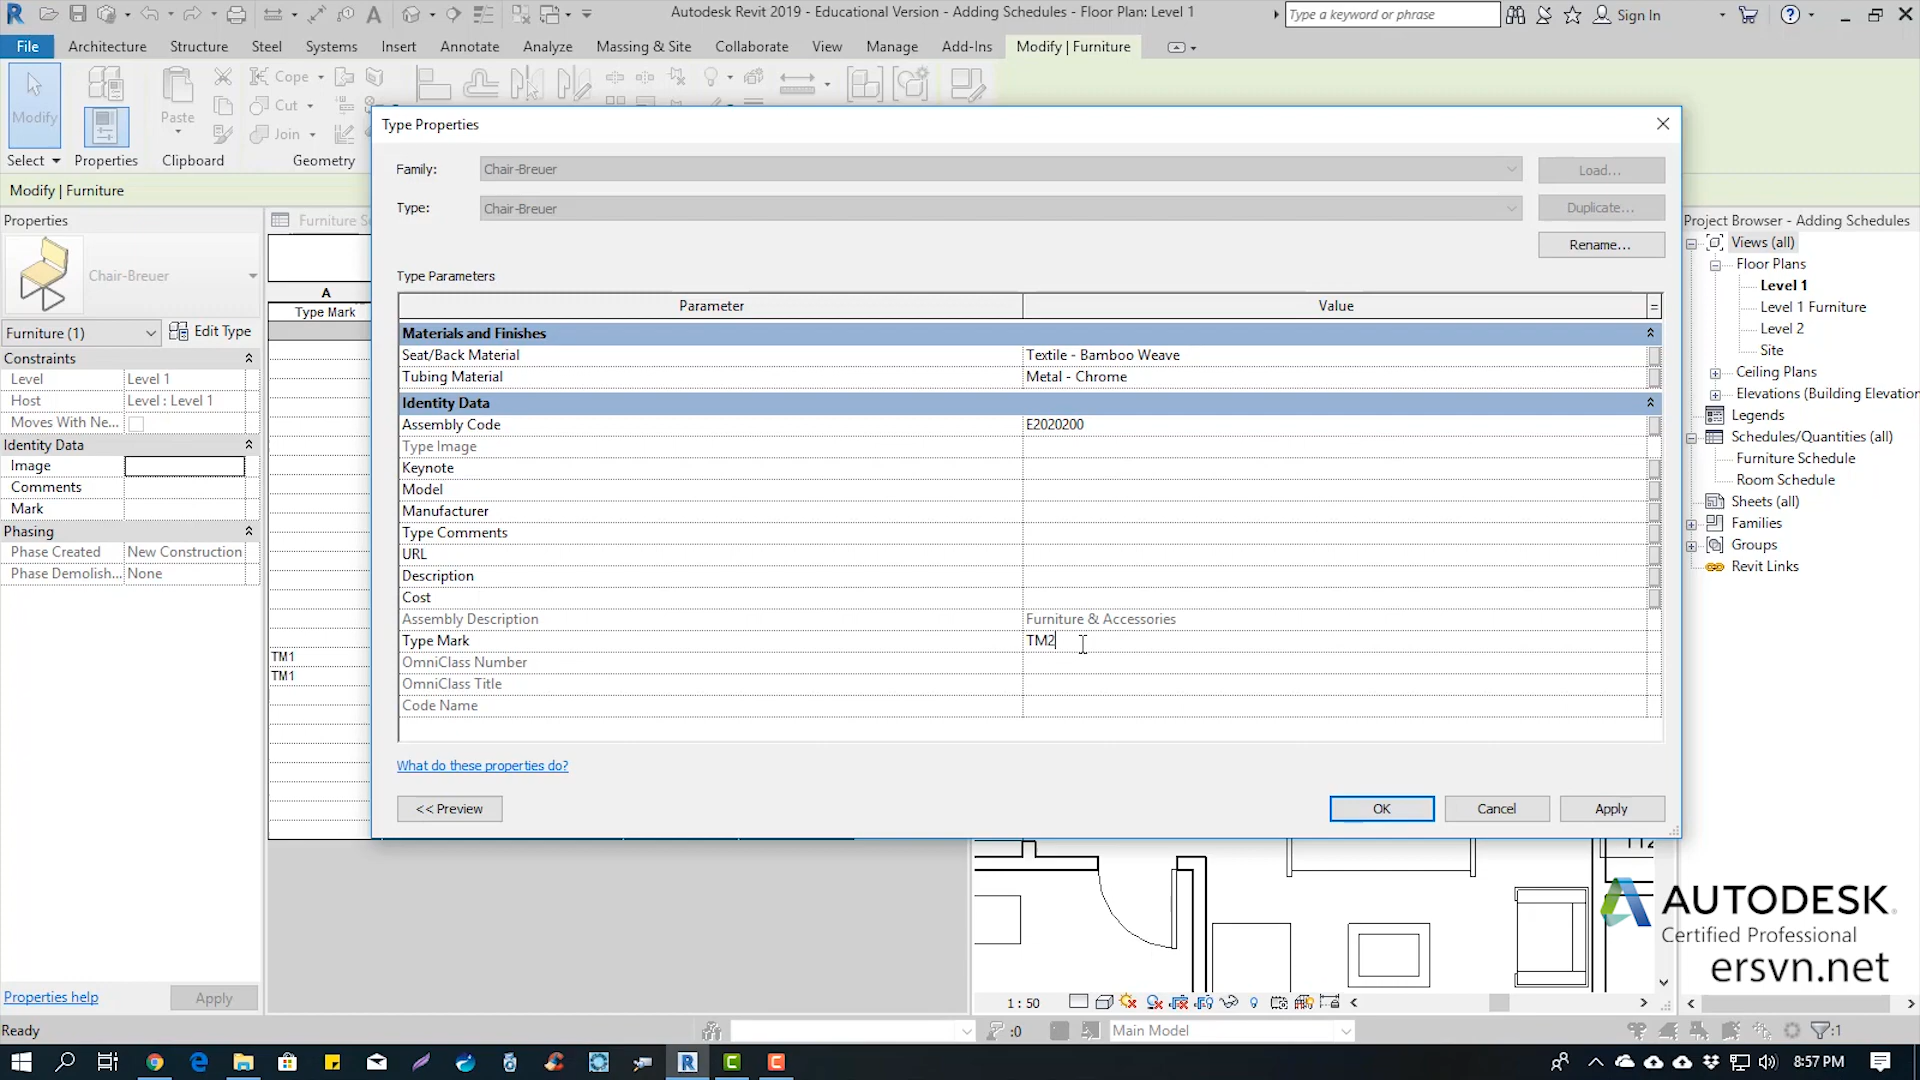 Autodesk Revit 2019 - Educational Version - Adding Schedules - Floor Plan: Level 1
Type a keyword or phrase
Sign In
File Architecture Structure Steel Systems Insert Annotate Analyze Massing & Site Collaborate View Manage Add-Ins Modify | Furniture
Modify
Paste
Cope
Cut
Join
Select Properties Clipboard Geometry
Modify | Furniture
Properties
Chair-Breuer
Furniture (1)
Edit Type
Constraints
Level Level 1
Host Level : Level 1
Moves With Ne...
Identity Data
Image
Comments
Mark
Phasing
Phase Created New Construction
Phase Demolish... None
Properties help
Apply
Furniture S
A
Type Mark
TM1
TM1
Type Properties
Family: Chair-Breuer Load...
Type: Chair-Breuer Duplicate...
Rename...
Type Parameters
Parameter Value =
Materials and Finishes
Seat/Back Material Textile - Bamboo Weave
Tubing Material Metal - Chrome
Identity Data
Assembly Code E2020200
Type Image
Keynote
Model
Manufacturer
Type Comments
URL
Description
Cost
Assembly Description Furniture & Accessories
Type Mark TM2
OmniClass Number
OmniClass Title
Code Name
What do these properties do?
<< Preview OK Cancel Apply
Project Browser - Adding Schedules
Views (all)
Floor Plans
Level 1
Level 1 Furniture
Level 2
Site
Ceiling Plans
Elevations (Building Elevation
Legends
Schedules/Quantities (all)
Furniture Schedule
Room Schedule
Sheets (all)
Families
Groups
Revit Links
AUTODESK.
Certified Professional
ersvn.net
1 : 50
Ready
:0
Main Model
:1
8:57 PM